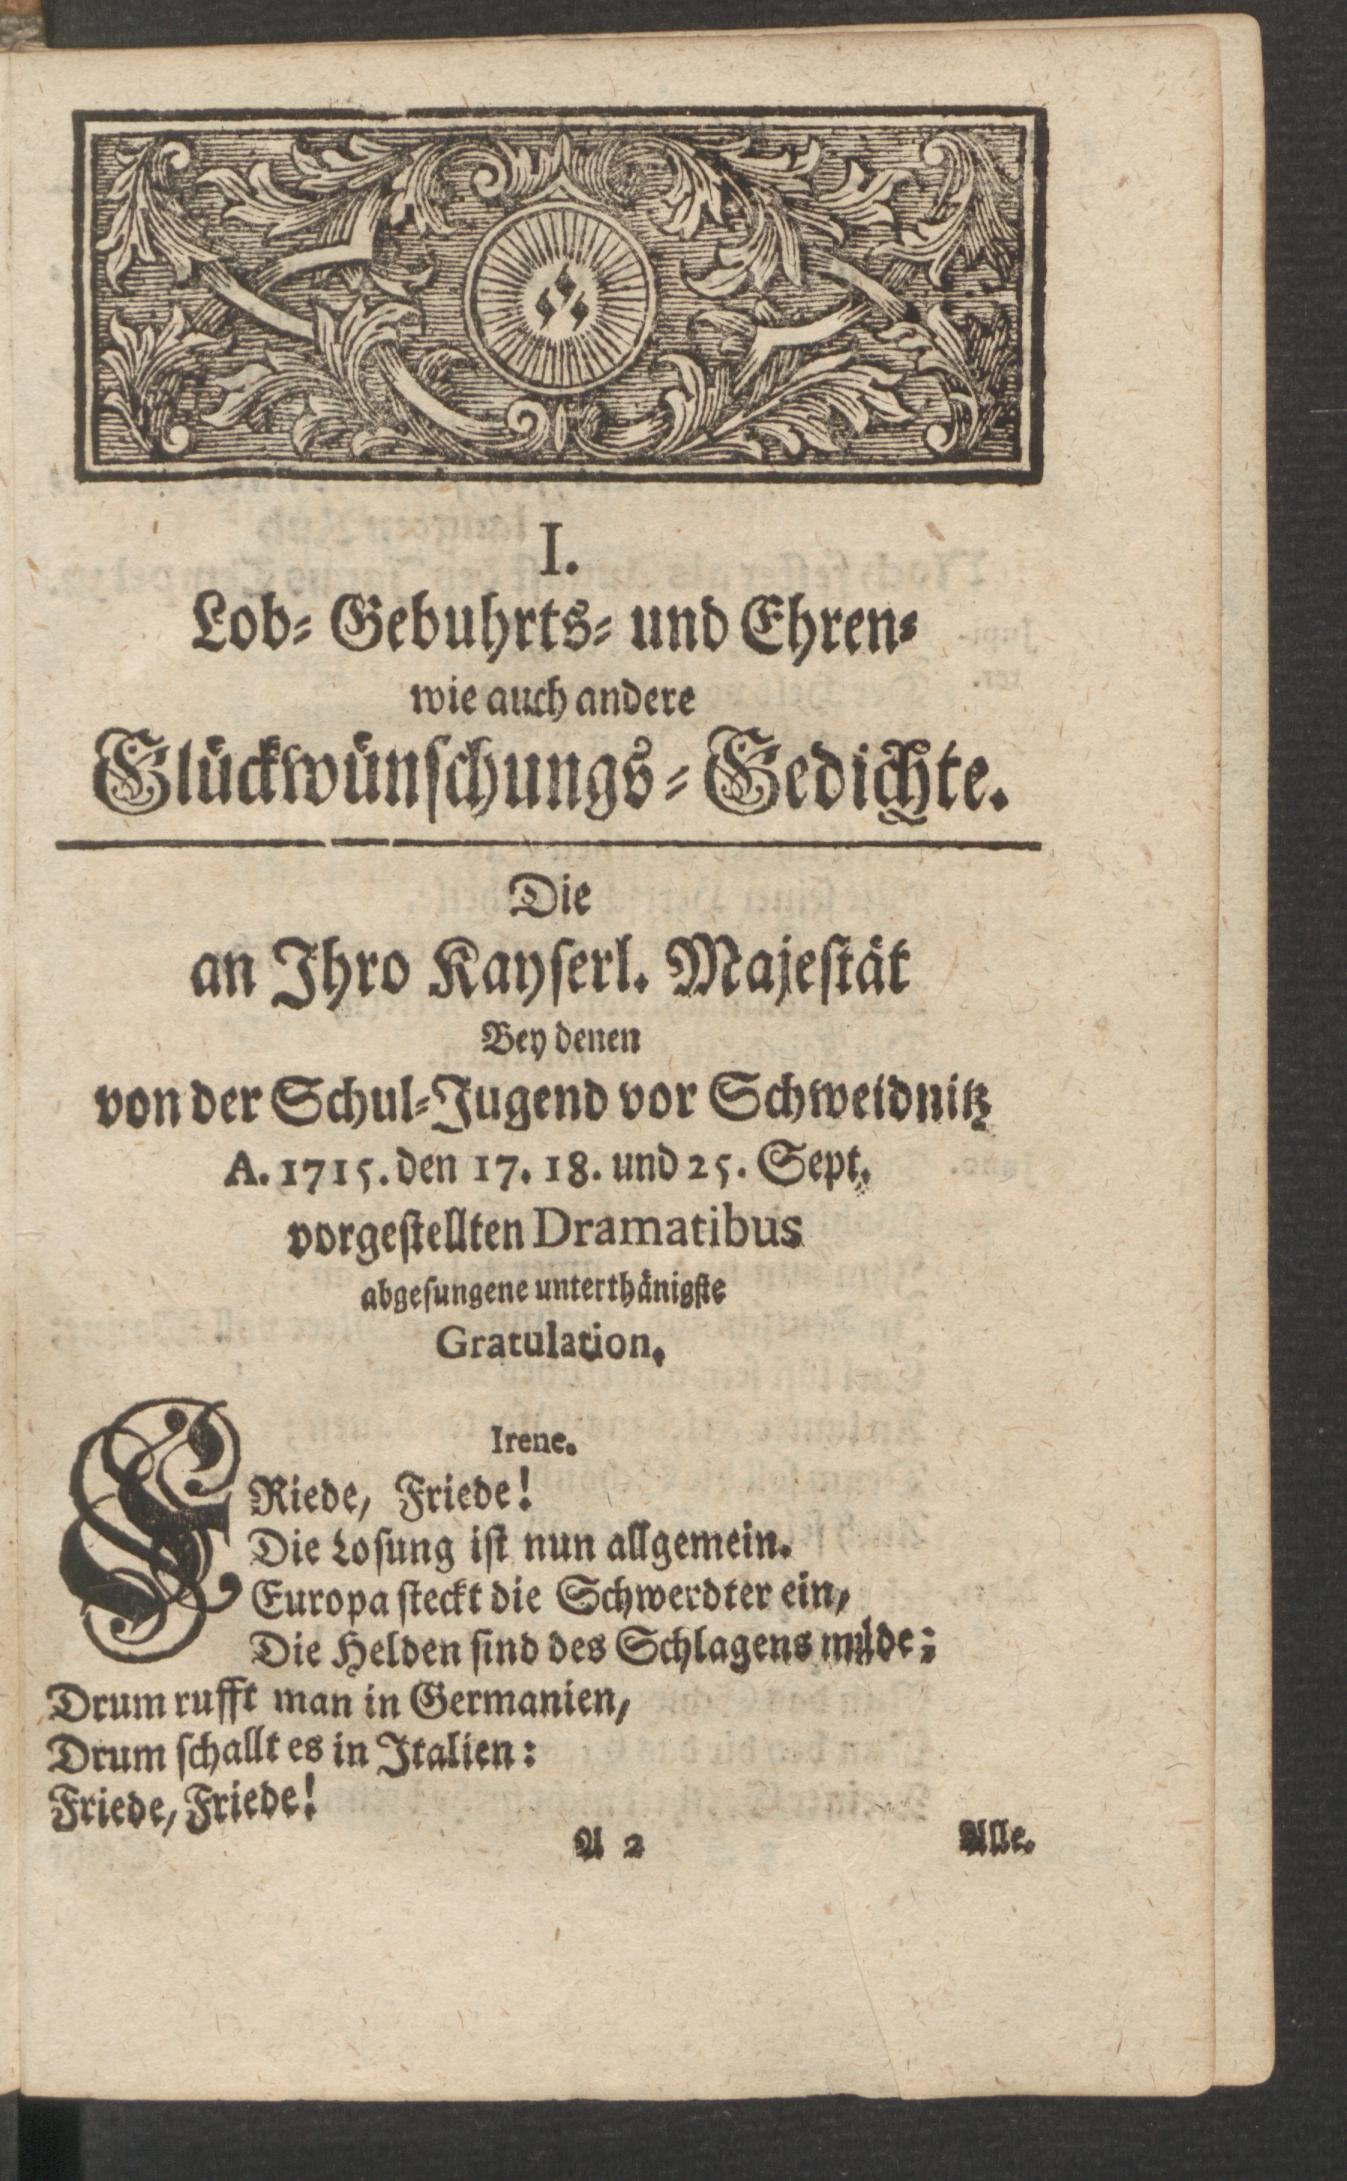 I.
Lob- Gebuhrts- und Ehren-
wie auch andere
Glückwünschungs-Gedichte.
Die
an Ihro Kayserl. Majestät
Bey denen
von der Schul-Jugend vor Schweidnitz
A. 1715. den 17. 18. und 25. Sept.
vorgestellten Dramatibus
abgesungene unterthänigste
Gratulation.
Irene.
FRiede, Friede!
Die Losung ist nun allgemein.
Europa steckt die Schwerdter ein,
Die Helden sind des Schlagens müde;
Drum rufft man in Germanien,
Drum schallt es in Italien:
Friede, Friede!
A 2 Alle.